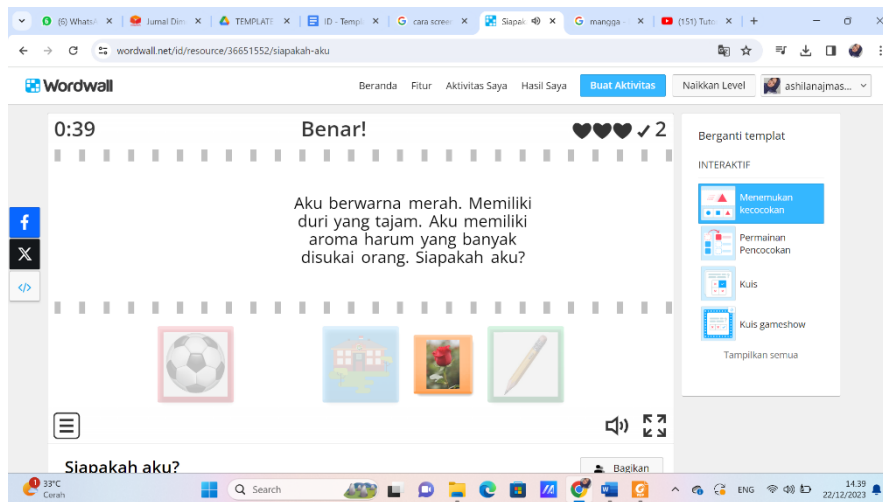 (6) Whats
Jurnal Dim
TEMPLATE
ID - Templ
cara scree
Siapak
mangga -
(151) Tuto
wordwall.net/id/resource/36651552/siapakah-aku
Wordwall
Beranda Fitur Aktivitas Saya Hasil Saya Buat Aktivitas Naikkan Level ashilanajmas...
0:39 Benar! 2
Aku berwarna merah. Memiliki
duri yang tajam. Aku memiliki
aroma harum yang banyak
disukai orang. Siapakah aku?
Siapakah aku?
Bagikan
Berganti templat
INTERAKTIF
Menemukan
kecocokan
Permainan
Pencocokan
Kuis
Kuis gameshow
Tampilkan semua
33°C
Cerah
Search
ENG
14.39
22/12/2023